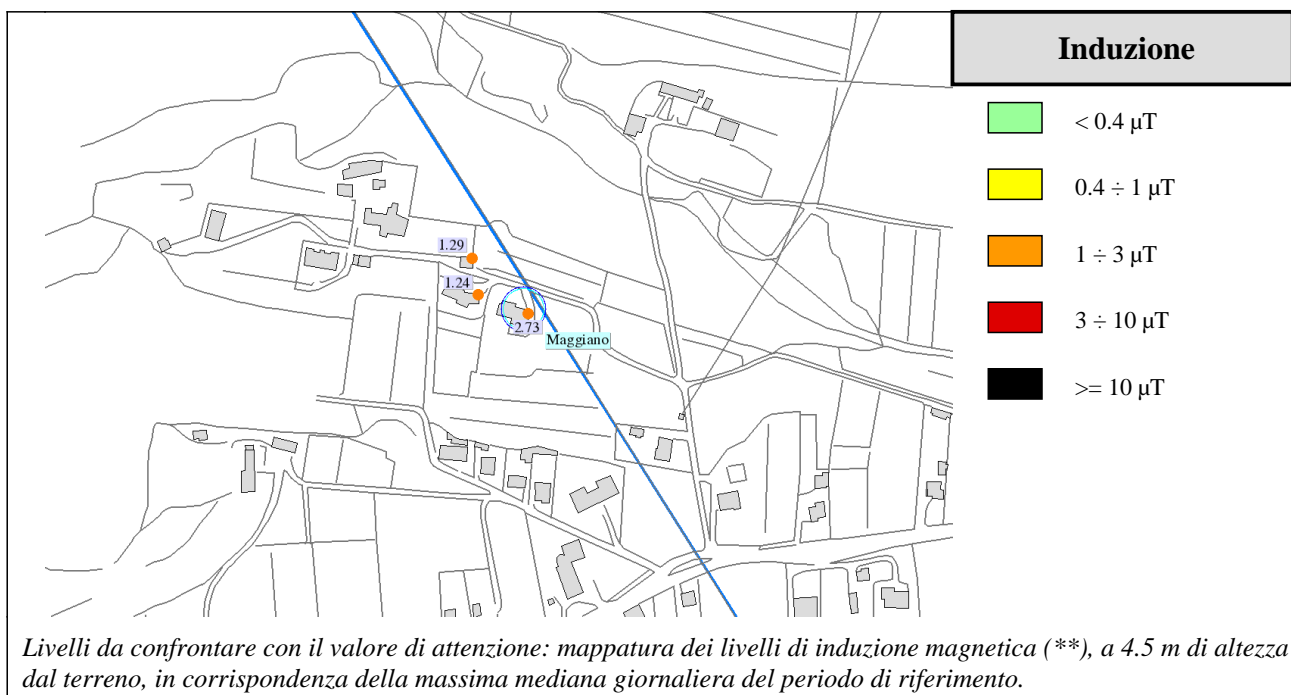 Induzione
< 0.4 µT
0.4 ÷ 1 µT
1 ÷ 3 µT
3 ÷ 10 µT
>= 10 µT
1.29
1.24
2.73
Maggiano
Livelli da confrontare con il valore di attenzione: mappatura dei livelli di induzione magnetica (**), a 4.5 m di altezza
dal terreno, in corrispondenza della massima mediana giornaliera del periodo di riferimento.